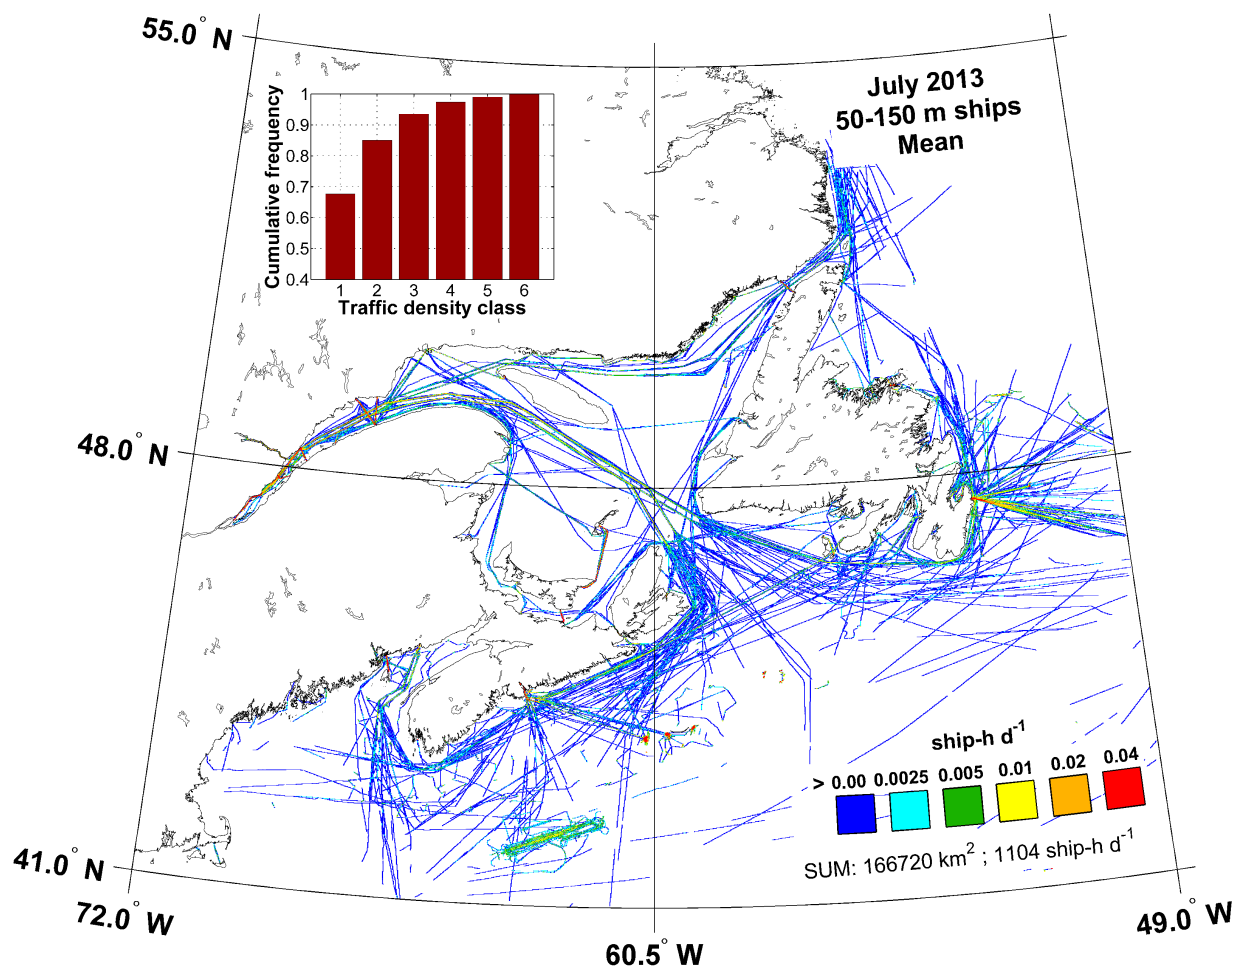 55.0° N
July 2013
50-150 m ships
Mean
Cumulative frequency
1
0.9
0.8
0.7
0.6
0.5
0.4
1 2 3 4 5 6
Traffic density class
48.0° N
ship-h d⁻¹
> 0.00 0.0025 0.005 0.01 0.02 0.04
SUM: 166720 km² ; 1104 ship-h d⁻¹
41.0° N
72.0° W
60.5° W
49.0° W